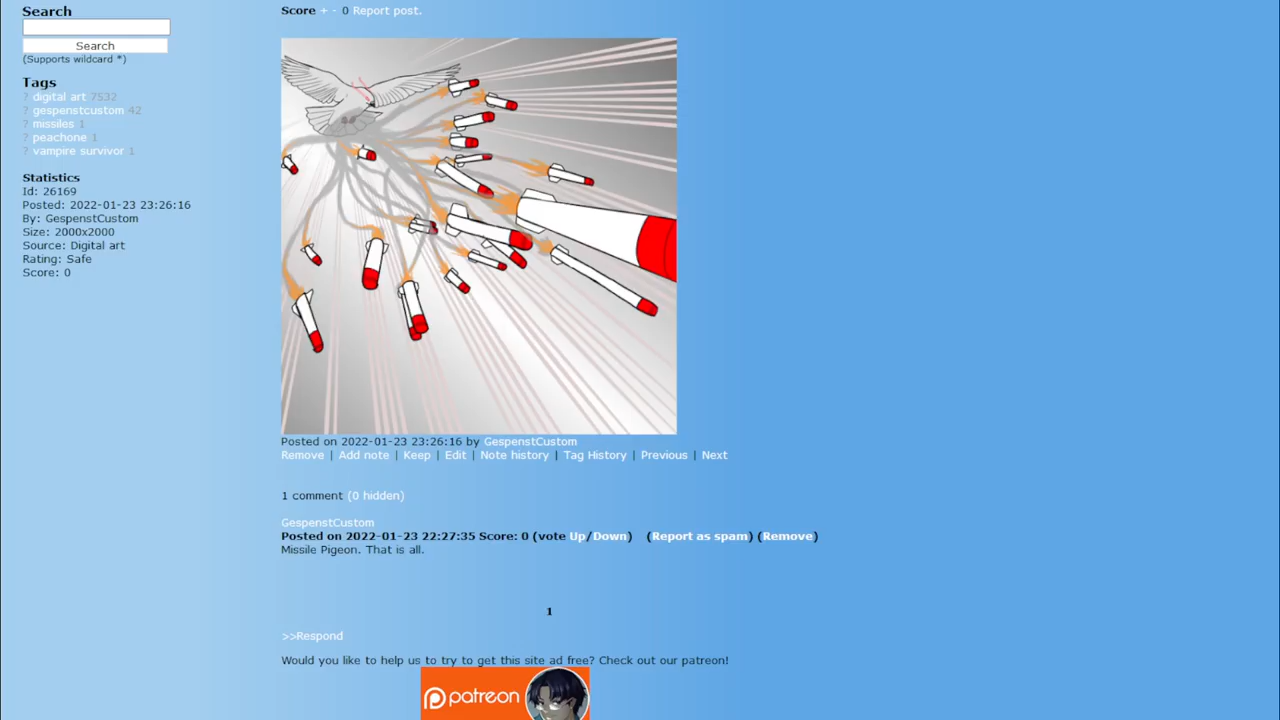 Search
Search
(Supports wildcard *)
Tags
? digital art 7532
? gespenstcustom 42
? missiles 1
? peachone 1
? vampire survivor 1
Statistics
Id: 26169
Posted: 2022-01-23 23:26:16
By: GespenstCustom
Size: 2000x2000
Source: Digital art
Rating: Safe
Score: 0
Score + - 0 Report post.
Posted on 2022-01-23 23:26:16 by GespenstCustom
Remove | Add note | Keep | Edit | Note history | Tag History | Previous | Next
1 comment (0 hidden)
GespenstCustom
Posted on 2022-01-23 22:27:35 Score: 0 (vote Up/Down) (Report as spam) (Remove)
Missile Pigeon. That is all.
1
>>Respond
Would you like to help us to try to get this site ad free? Check out our patreon!
patreon